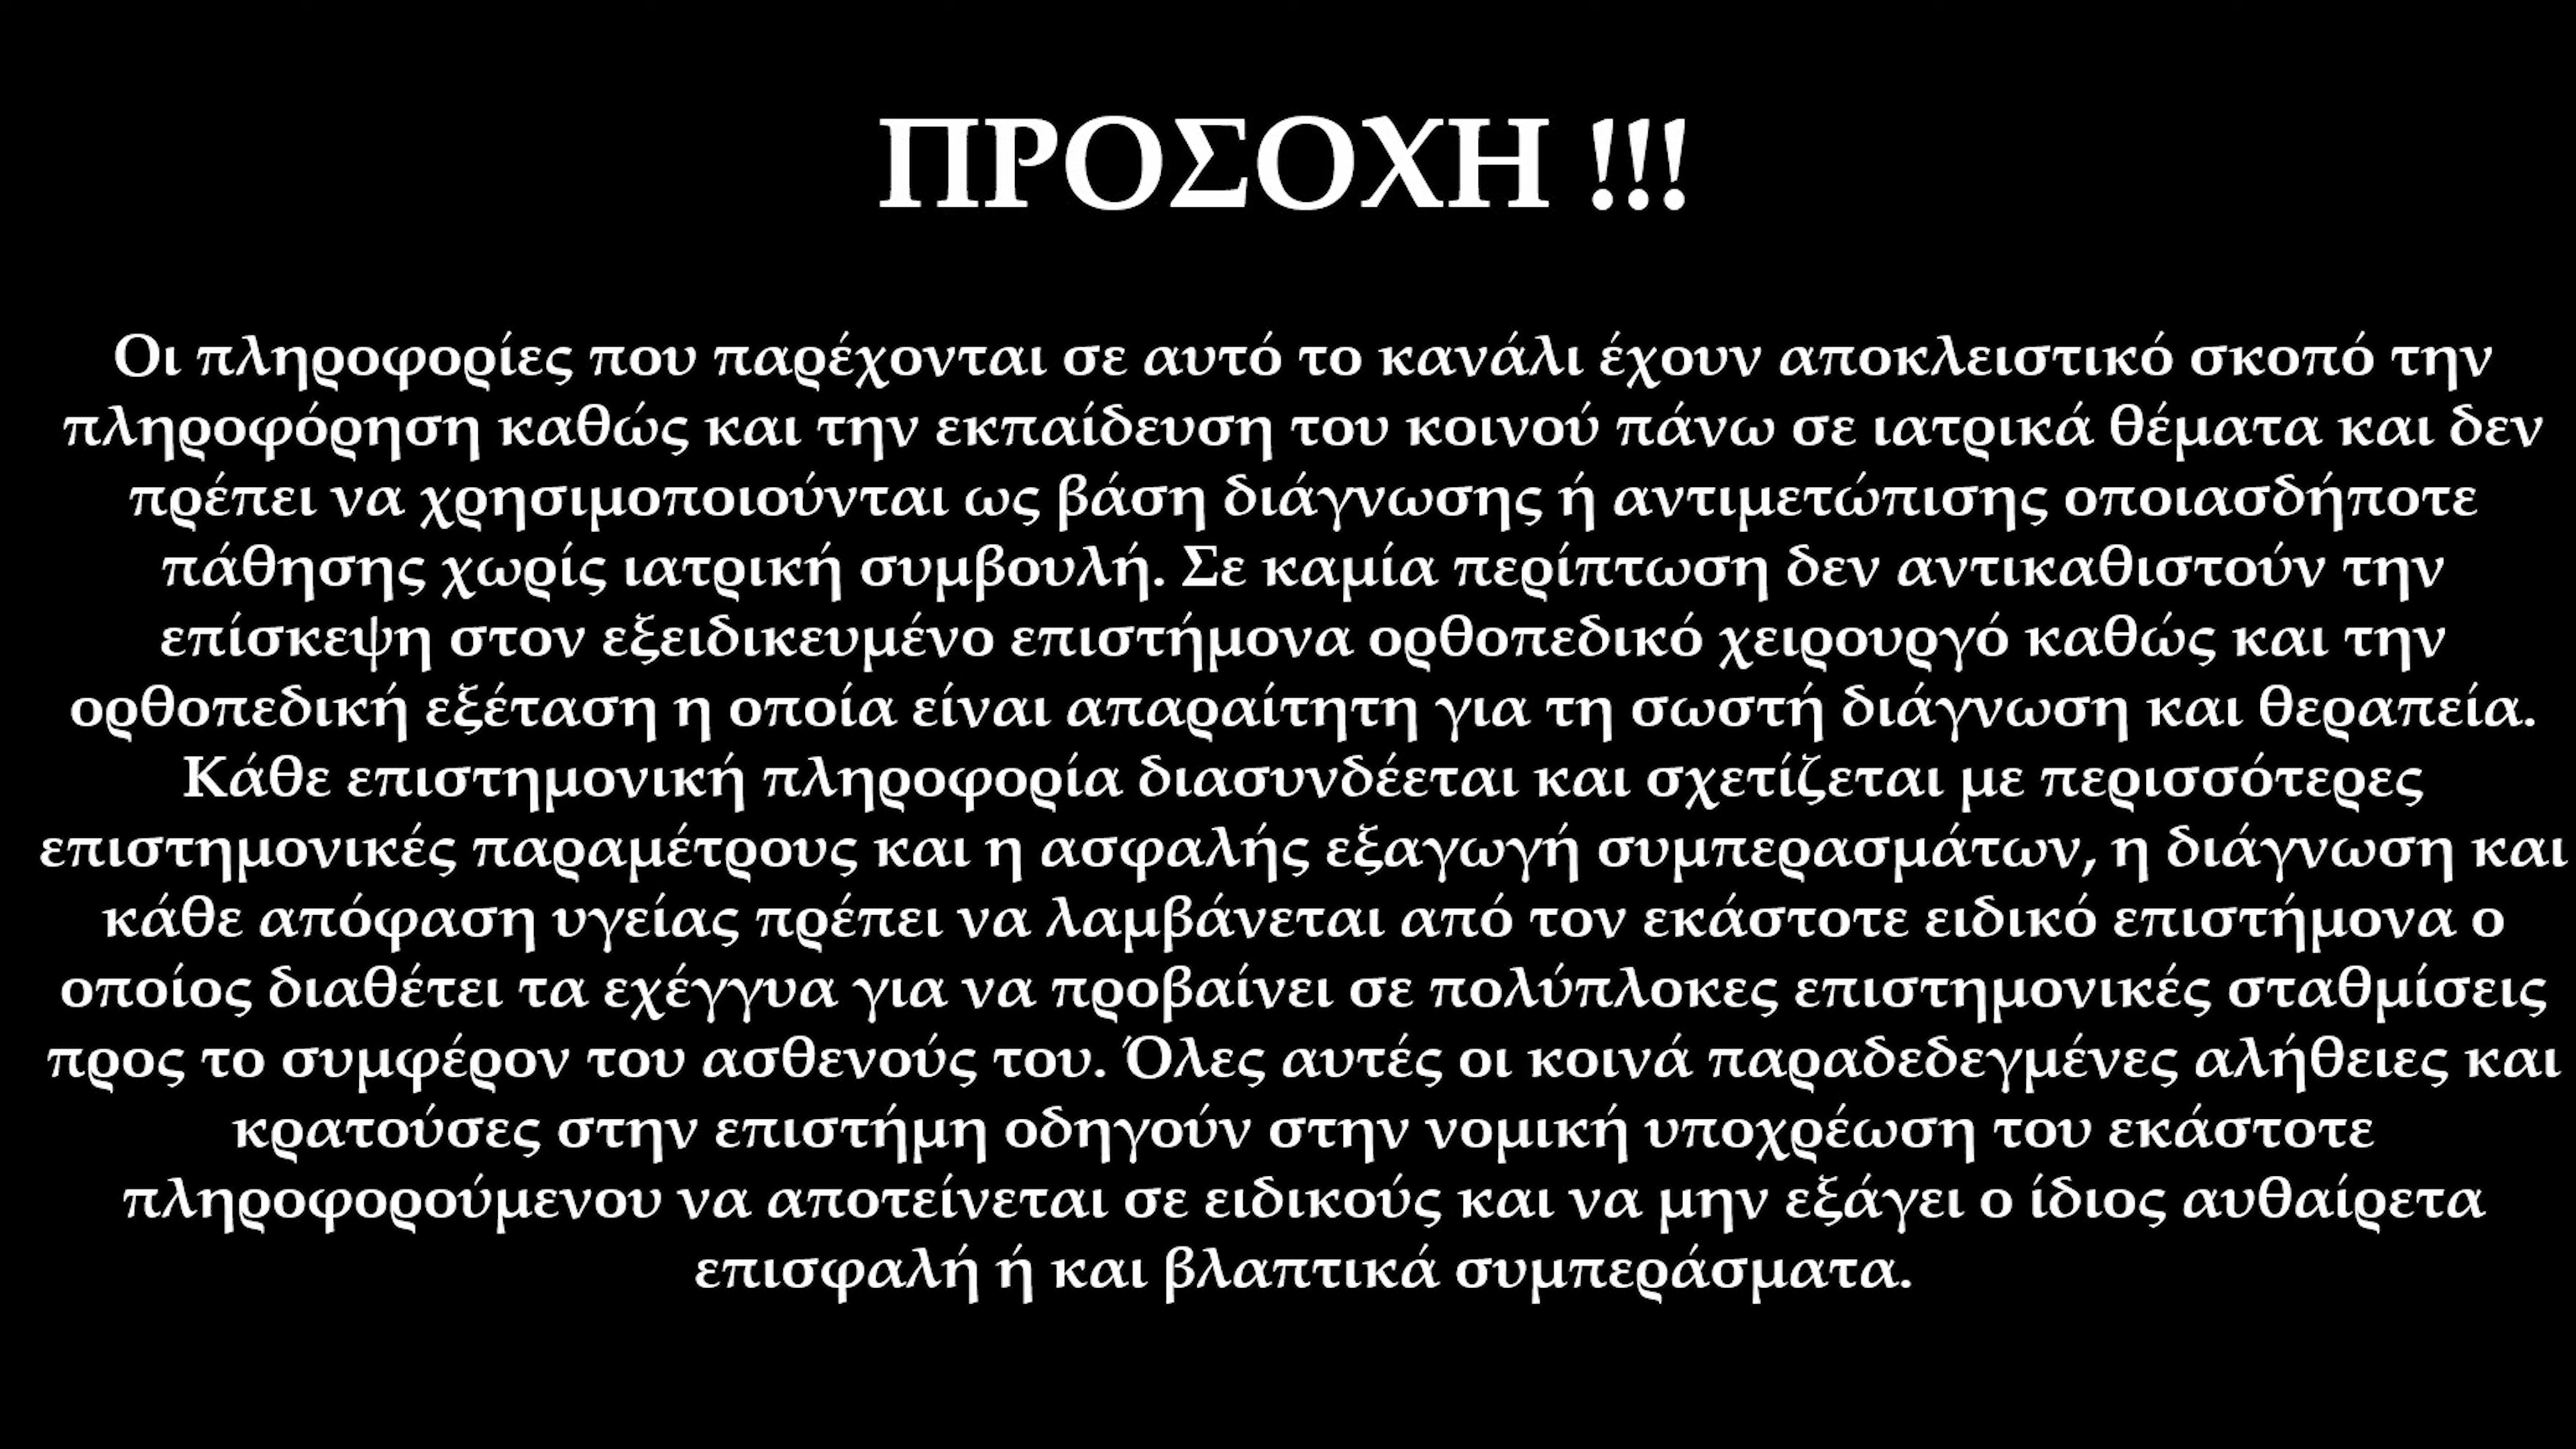 ΠΡΟΣΟΧΗ !!!
Οι πληροφορίες που παρέχονται σε αυτό το κανάλι έχουν αποκλειστικό σκοπό την
πληροφόρηση καθώς και την εκπαίδευση του κοινού πάνω σε ιατρικά θέματα και δεν
πρέπει να χρησιμοποιούνται ως βάση διάγνωσης ή αντιμετώπισης οποιασδήποτε
πάθησης χωρίς ιατρική συμβουλή. Σε καμία περίπτωση δεν αντικαθιστούν την
επίσκεψη στον εξειδικευμένο επιστήμονα ορθοπεδικό χειρουργό καθώς και την
ορθοπεδική εξέταση η οποία είναι απαραίτητη για τη σωστή διάγνωση και θεραπεία.
Κάθε επιστημονική πληροφορία διασυνδέεται και σχετίζεται με περισσότερες
επιστημονικές παραμέτρους και η ασφαλής εξαγωγή συμπερασμάτων, η διάγνωση και
κάθε απόφαση υγείας πρέπει να λαμβάνεται από τον εκάστοτε ειδικό επιστήμονα ο
οποίος διαθέτει τα εχέγγυα για να προβαίνει σε πολύπλοκες επιστημονικές σταθμίσεις
προς το συμφέρον του ασθενούς του. Όλες αυτές οι κοινά παραδεδεγμένες αλήθειες και
κρατούσες στην επιστήμη οδηγούν στην νομική υποχρέωση του εκάστοτε
πληροφορούμενου να αποτείνεται σε ειδικούς και να μην εξάγει ο ίδιος αυθαίρετα
επισφαλή ή και βλαπτικά συμπεράσματα.